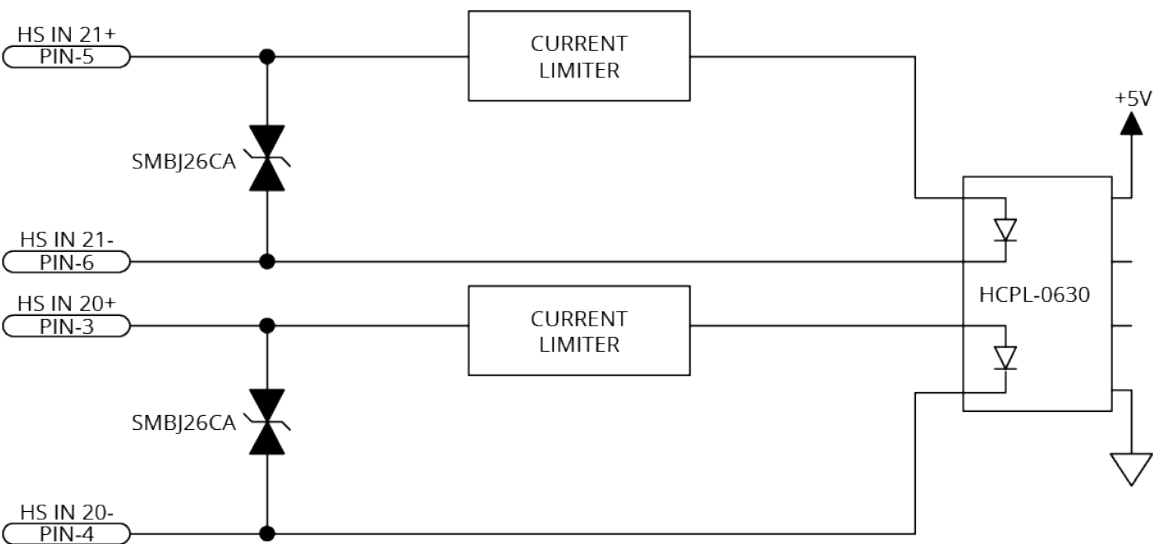 HS IN 21+
PIN-5
CURRENT
LIMITER
+5V
SMBJ26CA
HS IN 21-
PIN-6
HS IN 20+
PIN-3
CURRENT
LIMITER
HCPL-0630
SMBJ26CA
HS IN 20-
PIN-4